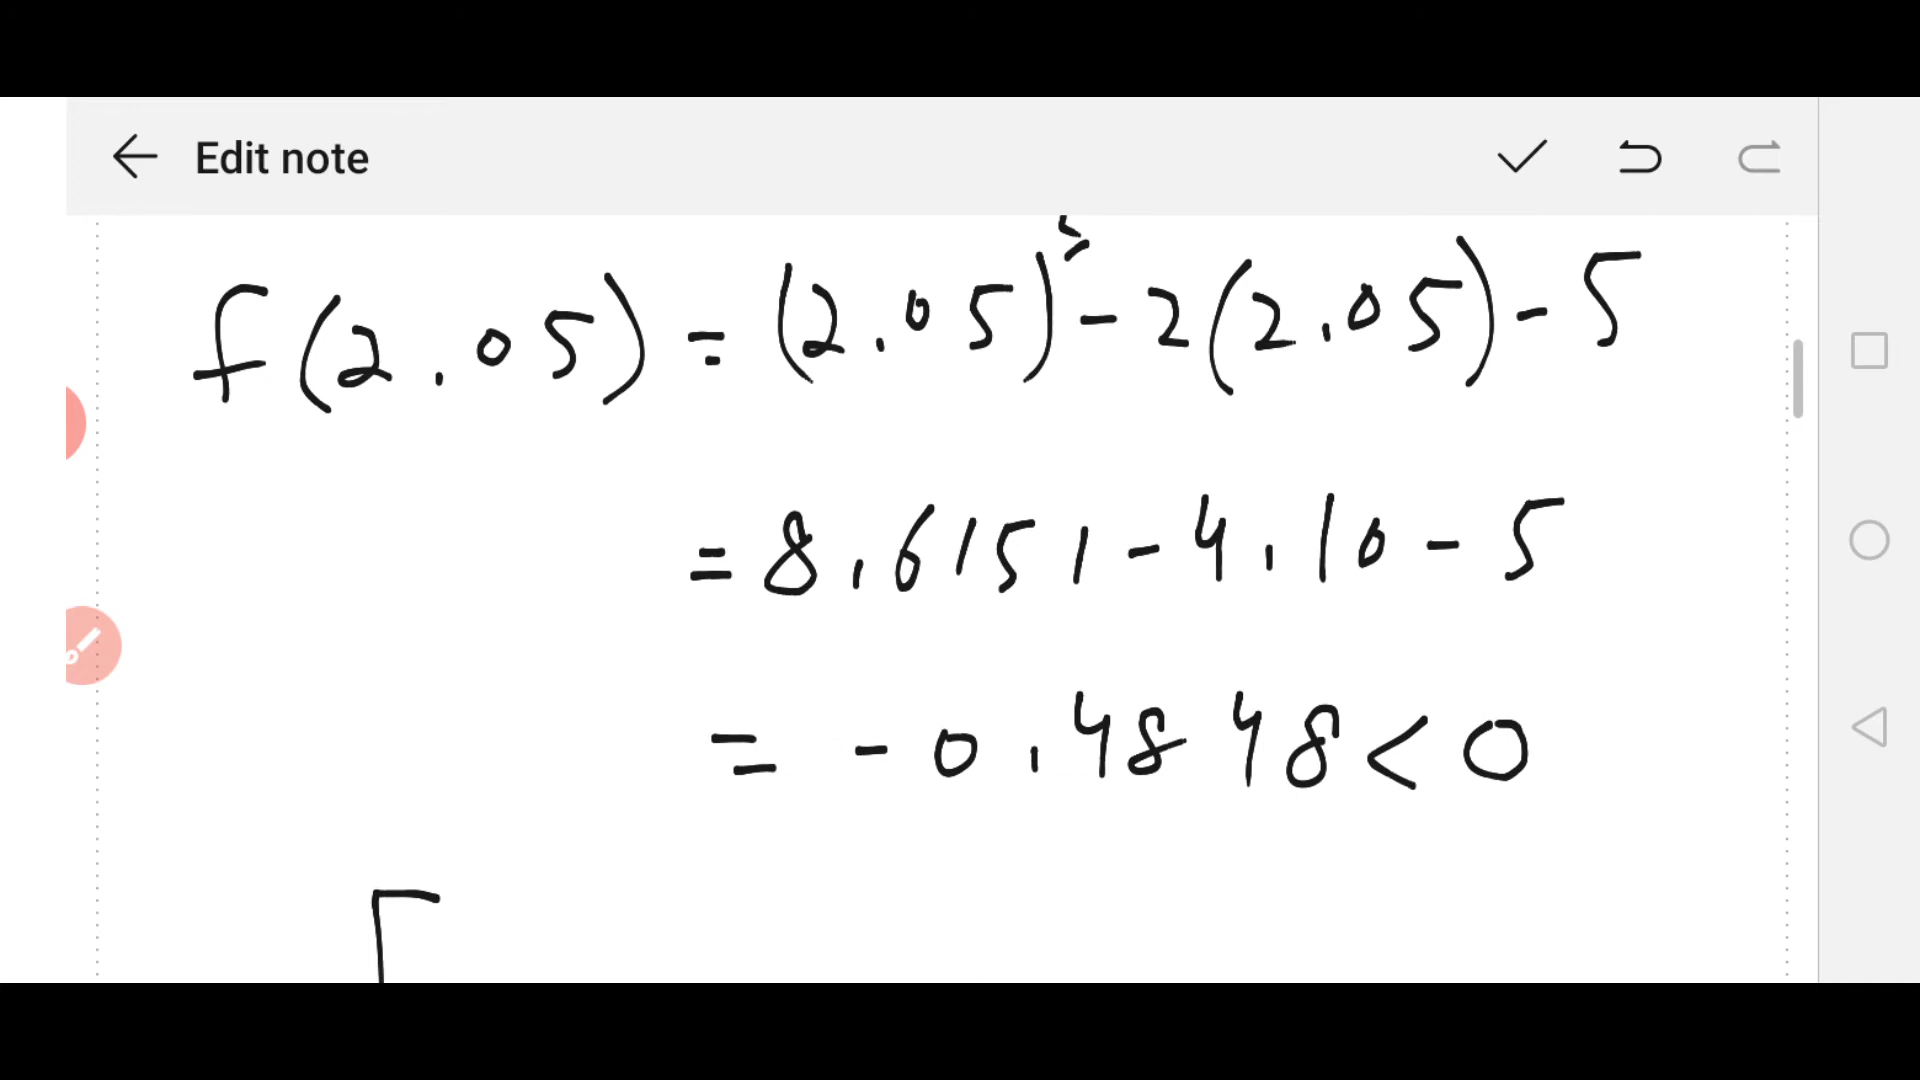 Edit note
f(2.05) = (2.05)³ - 2(2.05) - 5
= 8.6151 - 4.10 - 5
= - 0.4848 < 0